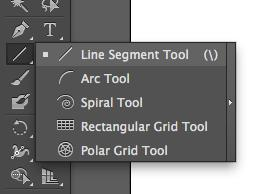 T
Line Segment Tool (\)
Arc Tool
Spiral Tool
Rectangular Grid Tool
Polar Grid Tool